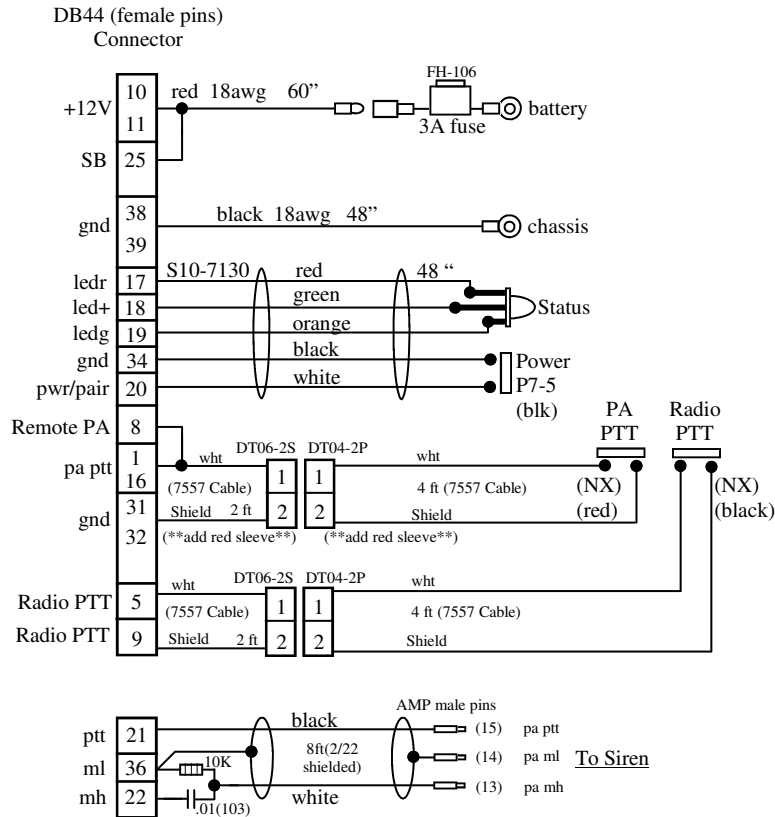 DB44 (female pins)
Connector
+12V
10
11
red 18awg 60”
FH-106
3A fuse
battery
SB
25
gnd
38
39
black 18awg 48”
chassis
ledr
17
S10-7130
red
48 “
led+
18
green
Status
ledg
19
orange
gnd
34
black
Power
pwr/pair
20
white
P7-5
(blk)
PA
PTT
Radio
PTT
Remote PA
8
pa ptt
1
16
wht
DT06-2S
DT04-2P
wht
(7557 Cable)
1
1
4 ft (7557 Cable)
(NX)
(red)
(NX)
(black)
gnd
31
32
Shield 2 ft
2
2
Shield
(**add red sleeve**)
(**add red sleeve**)
wht
DT06-2S
DT04-2P
wht
Radio PTT
5
(7557 Cable)
1
1
4 ft (7557 Cable)
Radio PTT
9
Shield 2 ft
2
2
Shield
AMP male pins
ptt
21
black
(15) pa ptt
ml
36
10K
8ft(2/22
shielded)
(14) pa ml
To Siren
mh
22
.01(103)
white
(13) pa mh